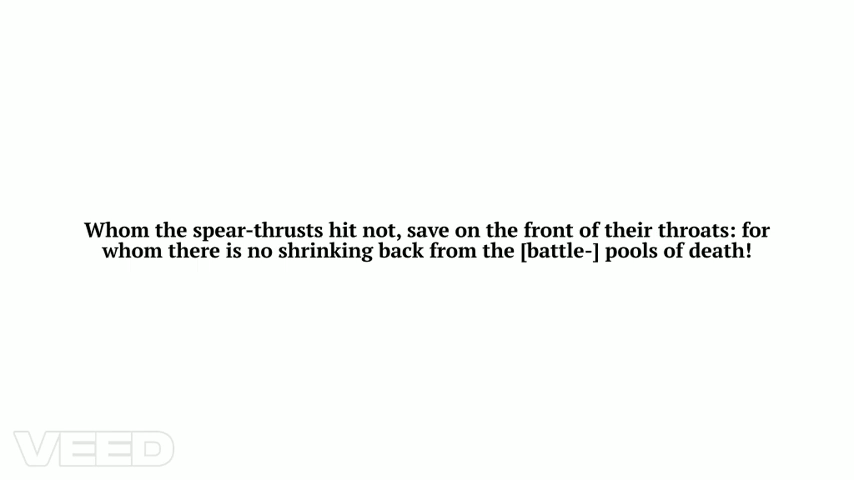 Whom the spear-thrusts hit not, save on the front of their throats: for
whom there is no shrinking back from the [battle-] pools of death!
VEED